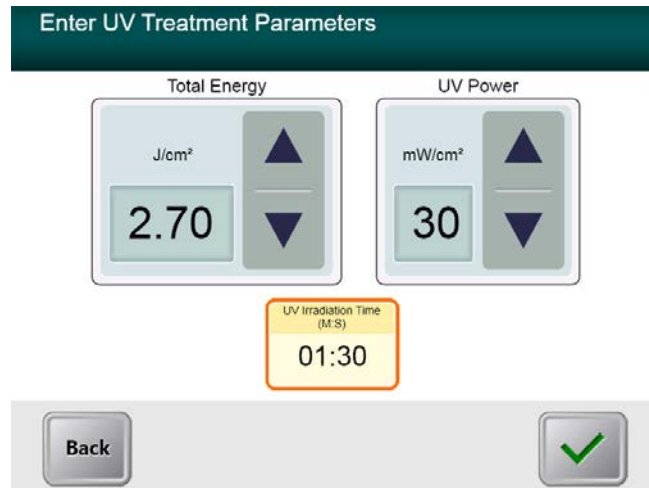 Enter UV Treatment Parameters
Total Energy
UV Power
J/cm²
mW/cm²
2.70
30
UV Irradiation Time
(M:S)
01:30
Back